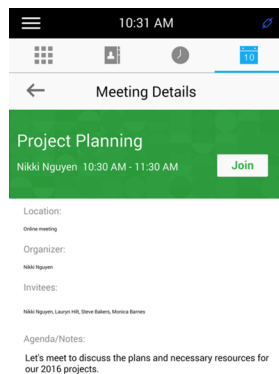 10:31 AM
10
Meeting Details
Project Planning
Nikki Nguyen 10:30 AM - 11:30 AM
Join
Location:
Online meeting
Organizer:
Nikki Nguyen
Invitees:
Nikki Nguyen, Lauryn Hill, Steve Bakers, Monica Barnes
Agenda/Notes:
Let's meet to discuss the plans and necessary resources for
our 2016 projects.